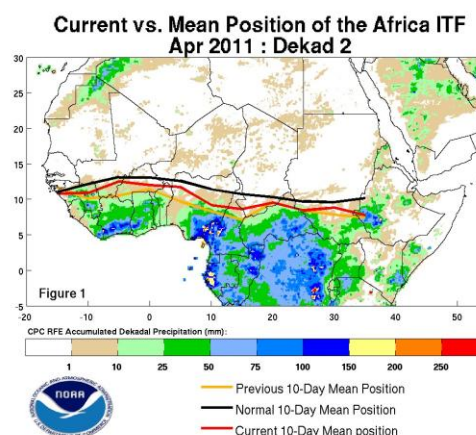 Current vs. Mean Position of the Africa ITF
Apr 2011 : Dekad 2
30
25
20
15
10
5
0
-5
Figure 1
-20 -10 0 10 20 30 40 50
CPC RFE Accumulated Dekadal Precipitation (mm):
1 10 25 50 75 100 150 200 250
Previous 10-Day Mean Position
Normal 10-Day Mean position
Current 10-Day Mean position
NOAA